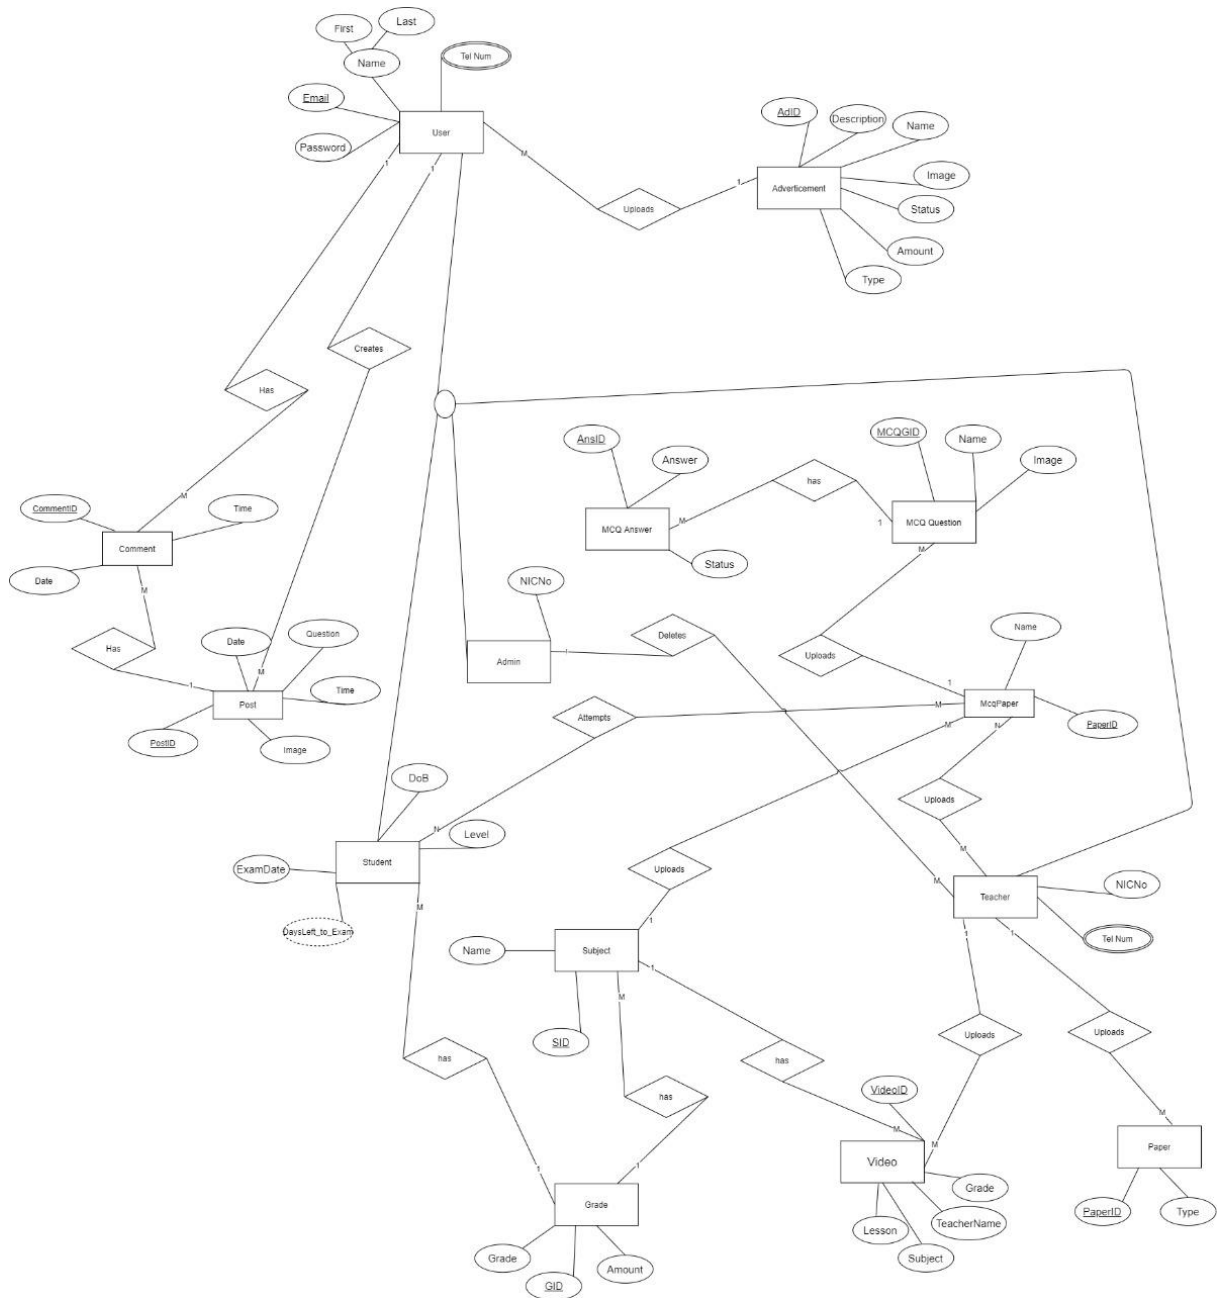 First
Last
Name
Tel Num
Email
Password
User
M
1
1
AdID
Description
Name
Image
Status
Amount
Type
Adverticement
1
Uploads
Creates
Has
M
CommentID
Time
Comment
Date
M
Has
1
Date
Question
M
Time
Post
PostID
Image
AnsID
Answer
MCQ Answer
Status
M
has
1
MCQGID
Name
Image
MCQ Question
M
NICNo
Admin
1
Deletes
Uploads
1
Name
McqPaper
M
M
N
PaperID
Attempts
DoB
N
Level
Student
ExamDate
DaysLeft_to_Exam
M
Uploads
M
Uploads
1
M
Teacher
NICNo
Tel Num
1
1
Name
Subject
1
M
SID
has
has
has
Uploads
Uploads
VideoID
M
M
M
Video
Grade
TeacherName
Lesson
Subject
Paper
PaperID
Type
1
1
Grade
Grade
GID
Amount